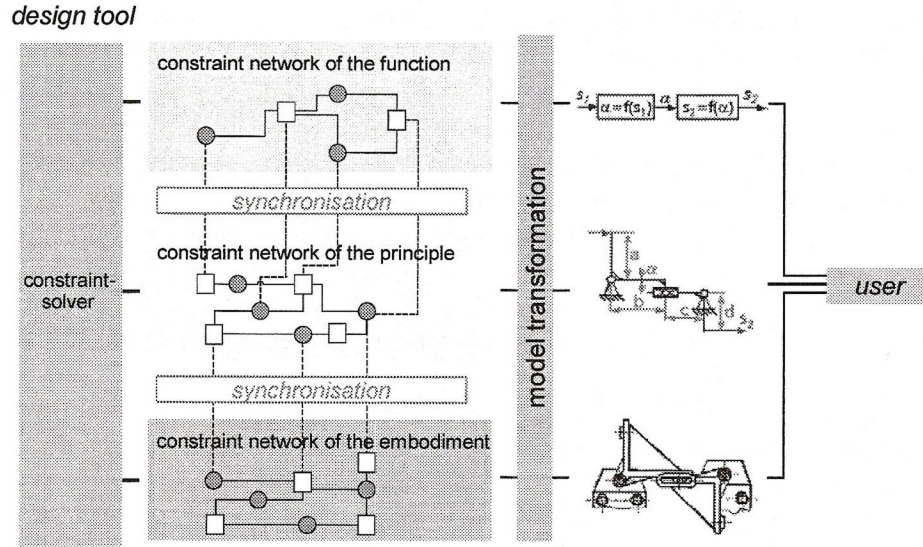 design tool
constraint network of the function
s₁ α = f(s₁) α s₂ = f(α) s₂
synchronisation
constraint network of the principle
constraint-
solver
model transformation
a
α
b
c
d
s₂
user
synchronisation
constraint network of the embodiment